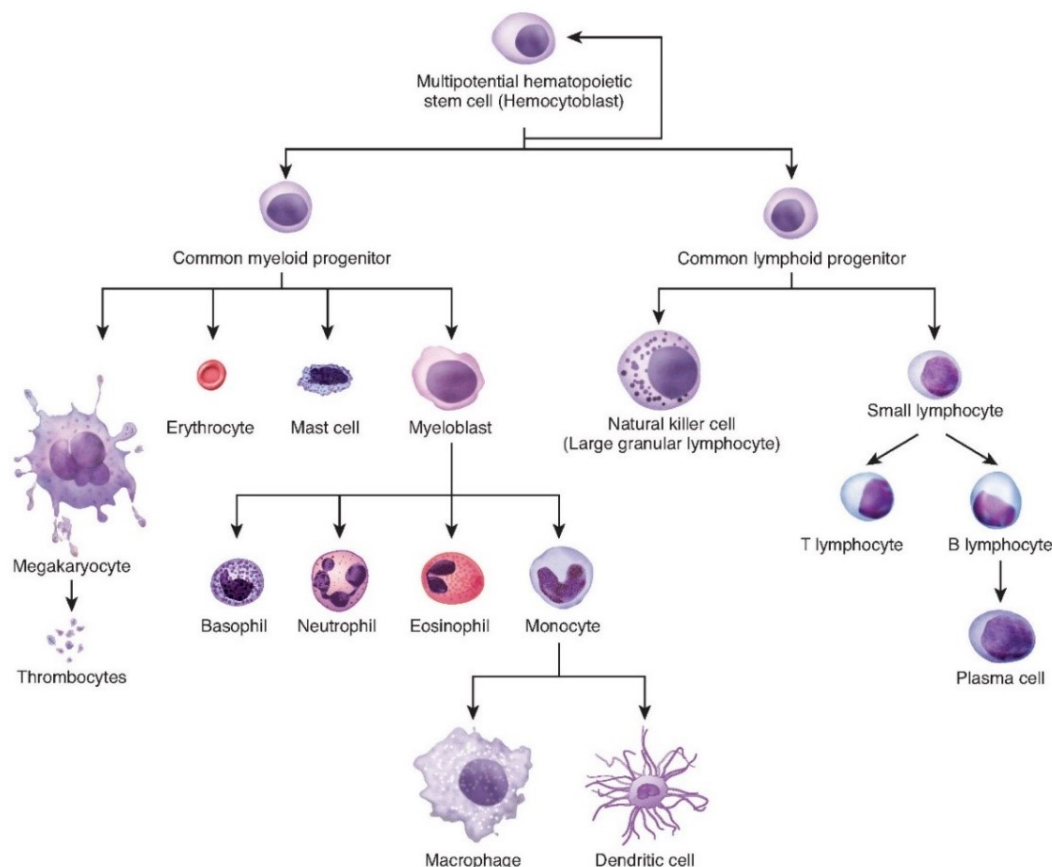 Multipotential hematopoietic
stem cell (Hemocytoblast)
Common myeloid progenitor
Common lymphoid progenitor
Erythrocyte
Mast cell
Myeloblast
Natural killer cell
(Large granular lymphocyte)
Small lymphocyte
Megakaryocyte
T lymphocyte
B lymphocyte
Basophil
Neutrophil
Eosinophil
Monocyte
Thrombocytes
Plasma cell
Macrophage
Dendritic cell